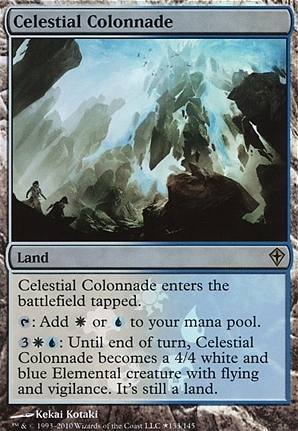 Celestial Colonnade
Land
Celestial Colonnade enters the
battlefield tapped.
: Add or to your mana pool.
3 : Until end of turn, Celestial
Colonnade becomes a 4/4 white and
blue Elemental creature with flying
and vigilance. It's still a land.
Kekai Kotaki
™ & © 1993–2010 Wizards of the Coast LLC ★133/145